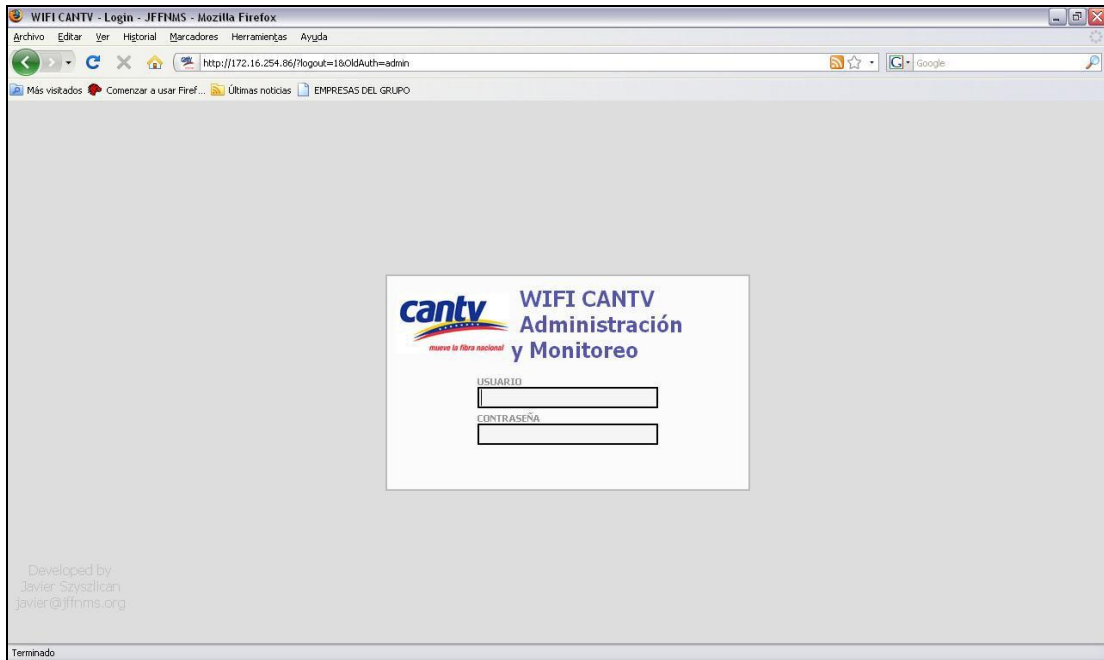 WIFI CANTV - Login - JFFNMS - Mozilla Firefox
Archivo Editar Ver Historial Marcadores Herramientas Ayuda
http://172.16.254.86/?logout=1&OldAuth=admin
Google
Más visitados Comenzar a usar Firef... Últimas noticias EMPRESAS DEL GRUPO
cantv
mueve la fibra nacional
WIFI CANTV
Administración
y Monitoreo
USUARIO
CONTRASEÑA
Developed by
Javier Szyszlican
javier@jffnms.org
Terminado